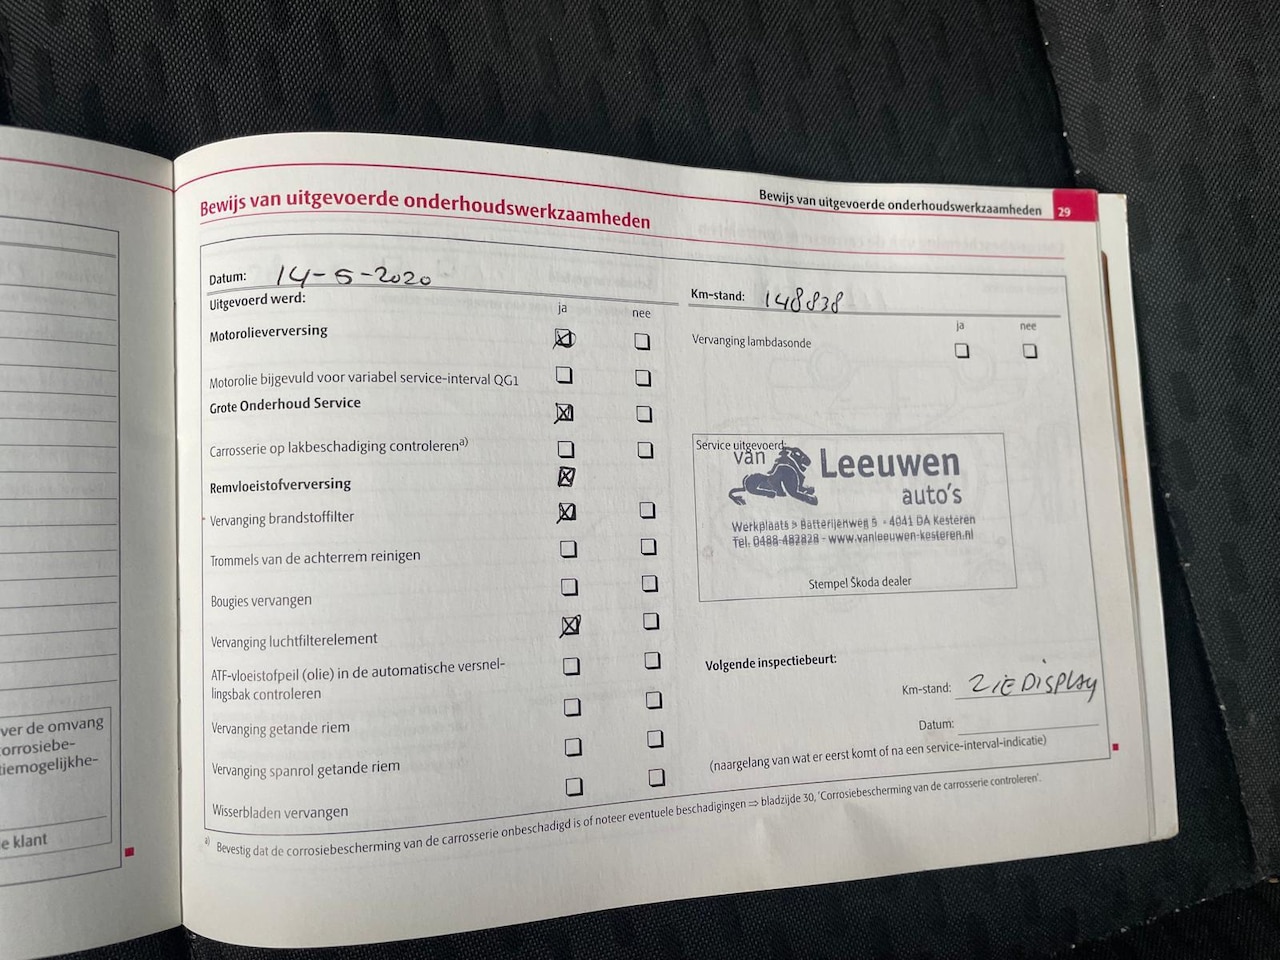 Bewijs van uitgevoerde onderhoudswerkzaamheden 29
Bewijs van uitgevoerde onderhoudswerkzaamheden
Datum: 14-5-2020
Km-stand: 148838
Uitgevoerd werd:
ja nee
ja nee
Motorolieverversing
Vervanging lambdasonde
Motorolie bijgevuld voor variabel service-interval QG1
Grote Onderhoud Service
Carrosserie op lakbeschadiging controleren a)
Remvloeistofverversing
Vervanging brandstoffilter
Trommels van de achterrem reinigen
Bougies vervangen
Vervanging luchtfilterelement
ATF-vloeistofpeil (olie) in de automatische versnel-
lingsbak controleren
Vervanging getande riem
Vervanging spanrol getande riem
Wisserbladen vervangen
Service uitgevoerd:
van Leeuwen
auto's
Werkplaats > Batterijenweg 5 - 4041 DA Kesteren
Tel. 0488-482828 - www.vanleeuwen-kesteren.nl
Stempel Škoda dealer
Volgende inspectiebeurt:
Km-stand: ZIE DISPLAY
Datum:
(naargelang van wat er eerst komt of na een service-interval-indicatie)
a) Bevestig dat de corrosiebescherming van de carrosserie onbeschadigd is of noteer eventuele beschadigingen ⇒ bladzijde 30, 'Corrosiebescherming van de carrosserie controleren'.
ver de omvang
orrosiebe-
tiemogelijkhe-
e klant